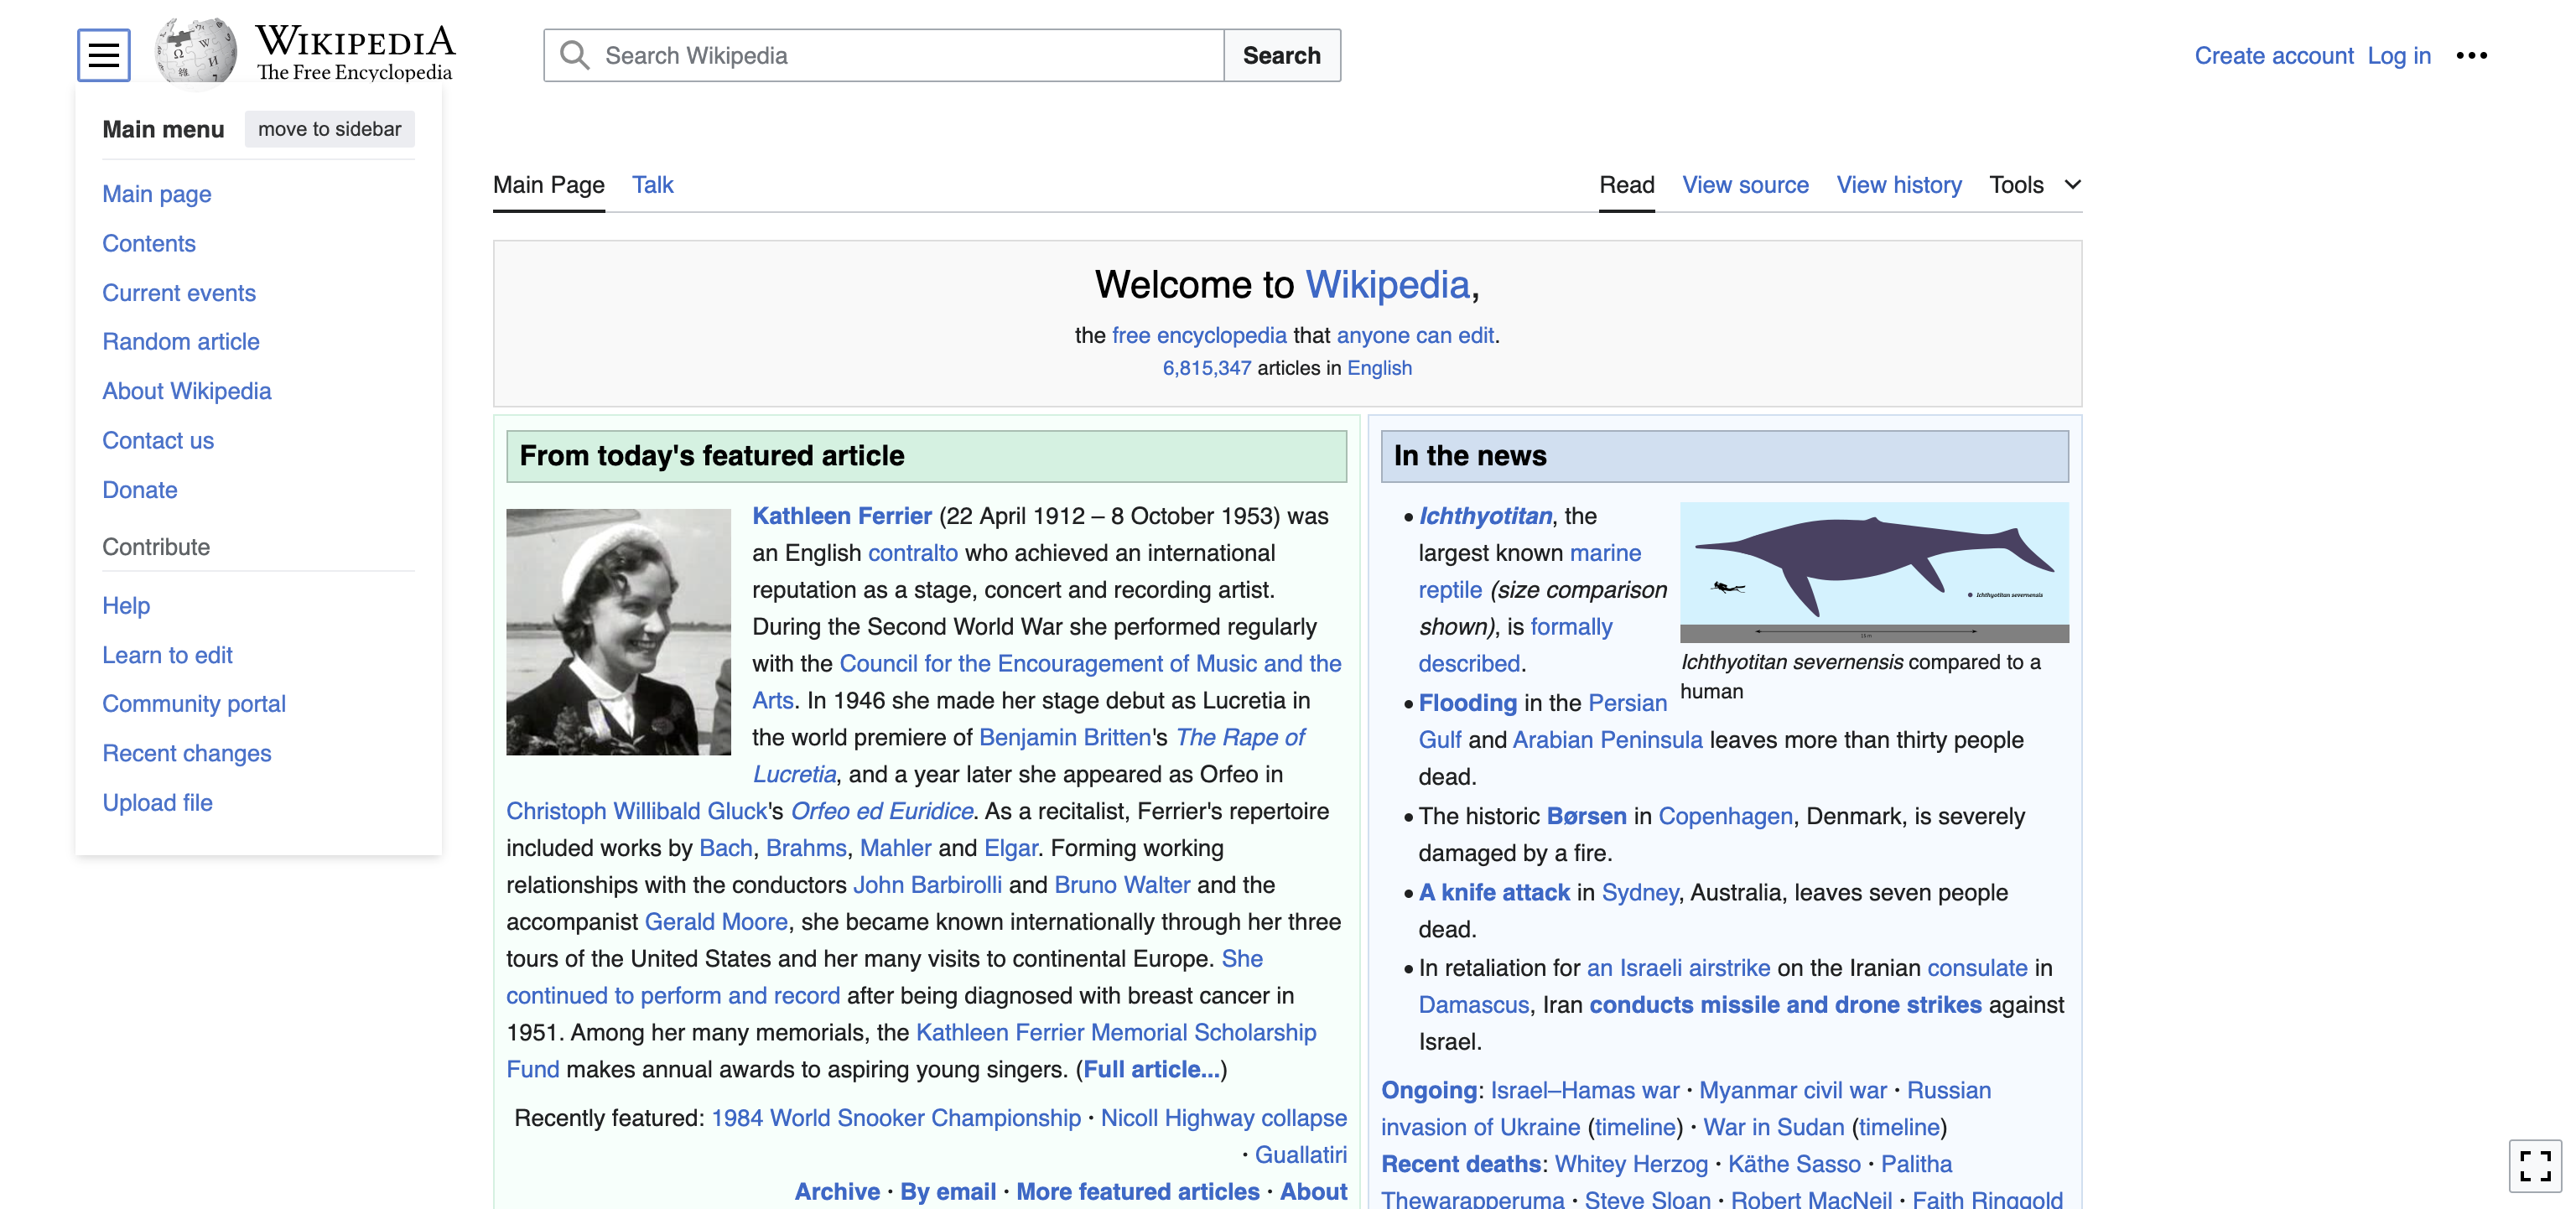 WIKIPEDIA
The Free Encyclopedia
Search Wikipedia
Search
Create account Log in
Main menu move to sidebar
Main page
Contents
Current events
Random article
About Wikipedia
Contact us
Donate
Contribute
Help
Learn to edit
Community portal
Recent changes
Upload file
Main Page Talk
Read View source View history Tools
Welcome to Wikipedia,
the free encyclopedia that anyone can edit.
6,815,347 articles in English
From today's featured article
Kathleen Ferrier (22 April 1912 – 8 October 1953) was
an English contralto who achieved an international
reputation as a stage, concert and recording artist.
During the Second World War she performed regularly
with the Council for the Encouragement of Music and the
Arts. In 1946 she made her stage debut as Lucretia in
the world premiere of Benjamin Britten's The Rape of
Lucretia, and a year later she appeared as Orfeo in
Christoph Willibald Gluck's Orfeo ed Euridice. As a recitalist, Ferrier's repertoire
included works by Bach, Brahms, Mahler and Elgar. Forming working
relationships with the conductors John Barbirolli and Bruno Walter and the
accompanist Gerald Moore, she became known internationally through her three
tours of the United States and her many visits to continental Europe. She
continued to perform and record after being diagnosed with breast cancer in
1951. Among her many memorials, the Kathleen Ferrier Memorial Scholarship
Fund makes annual awards to aspiring young singers. (Full article...)
Recently featured: 1984 World Snooker Championship · Nicoll Highway collapse
· Guallatiri
Archive · By email · More featured articles · About
In the news
• Ichthyotitan, the
largest known marine
reptile (size comparison
shown), is formally
described.
Ichthyotitan severnensis
Ichthyotitan severnensis compared to a
human
• Flooding in the Persian
Gulf and Arabian Peninsula leaves more than thirty people
dead.
• The historic Børsen in Copenhagen, Denmark, is severely
damaged by a fire.
• A knife attack in Sydney, Australia, leaves seven people
dead.
• In retaliation for an Israeli airstrike on the Iranian consulate in
Damascus, Iran conducts missile and drone strikes against
Israel.
Ongoing: Israel–Hamas war · Myanmar civil war · Russian
invasion of Ukraine (timeline) · War in Sudan (timeline)
Recent deaths: Whitey Herzog · Käthe Sasso · Palitha
Thewarapperuma · Steve Sloan · Robert MacNeil · Faith Ringgold